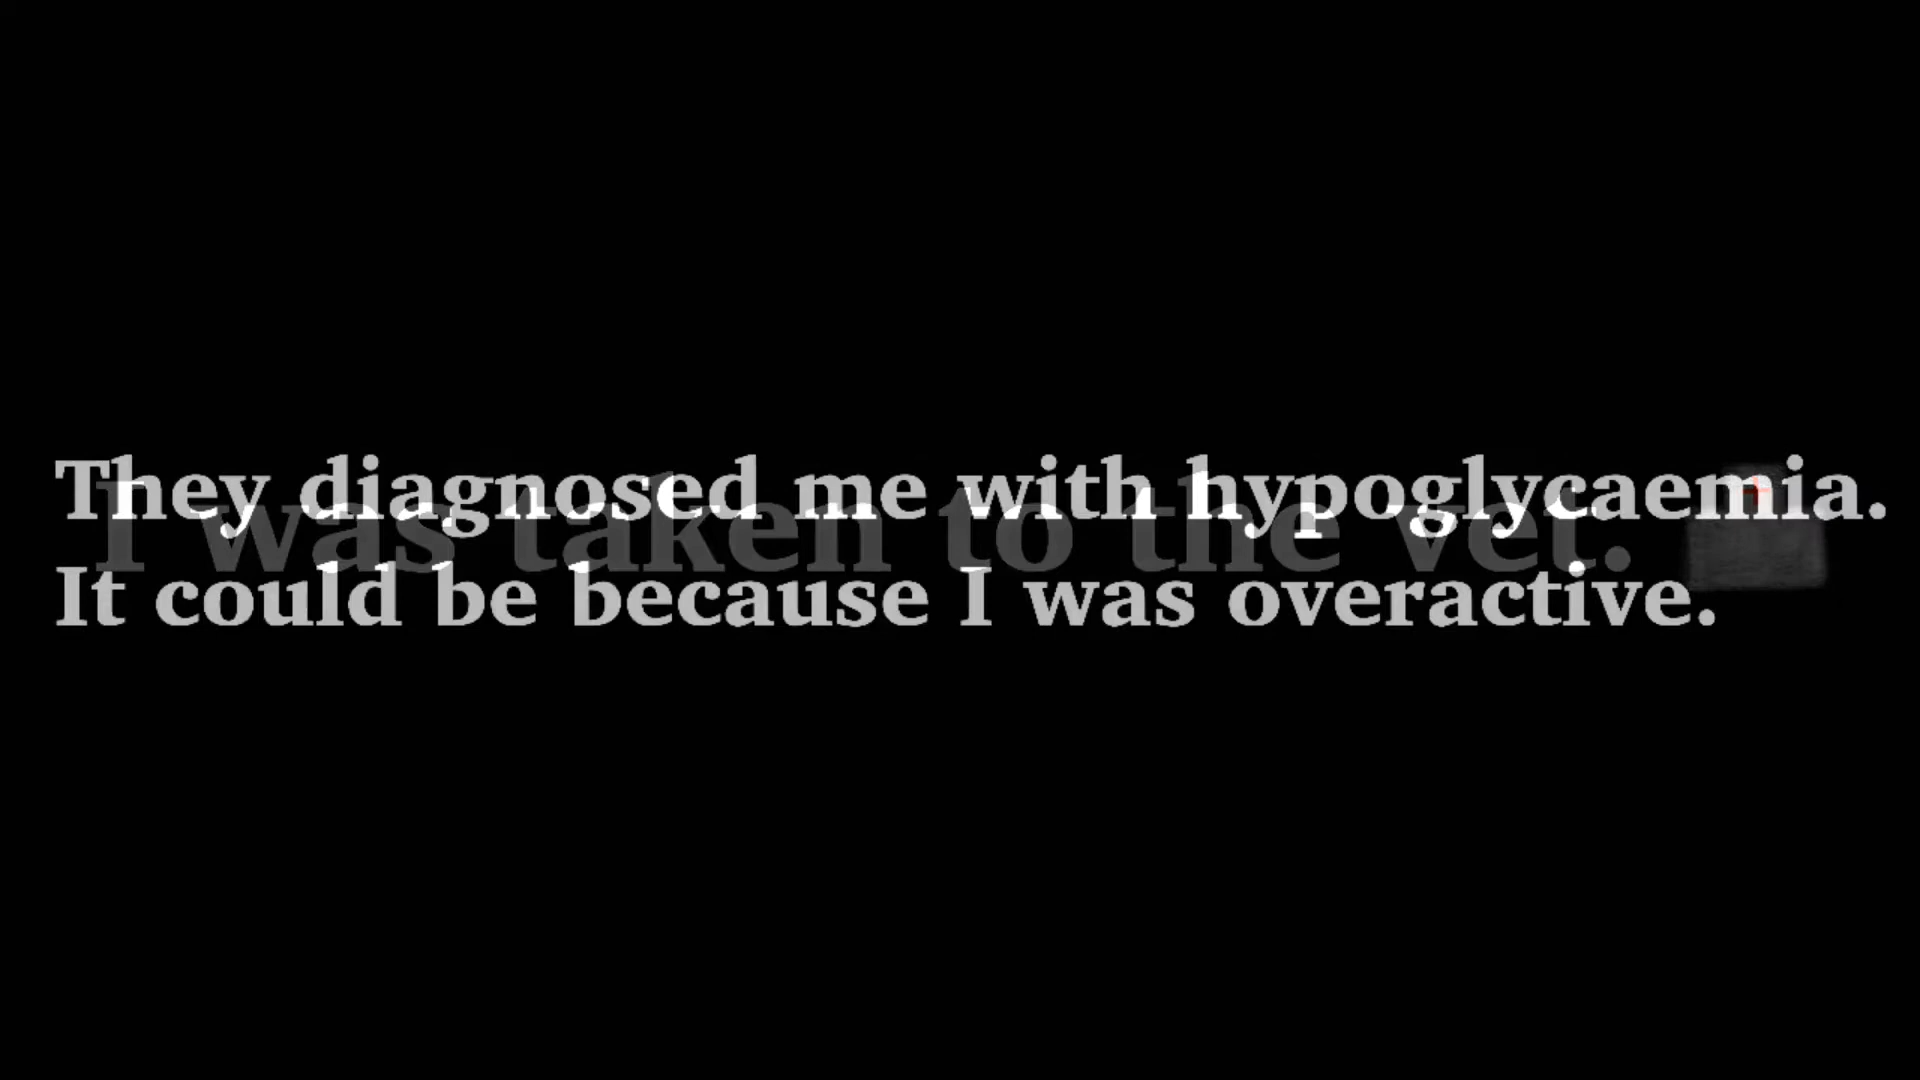 They diagnosed me with hypoglycaemia.
I was taken to the vet.
It could be because I was overactive.